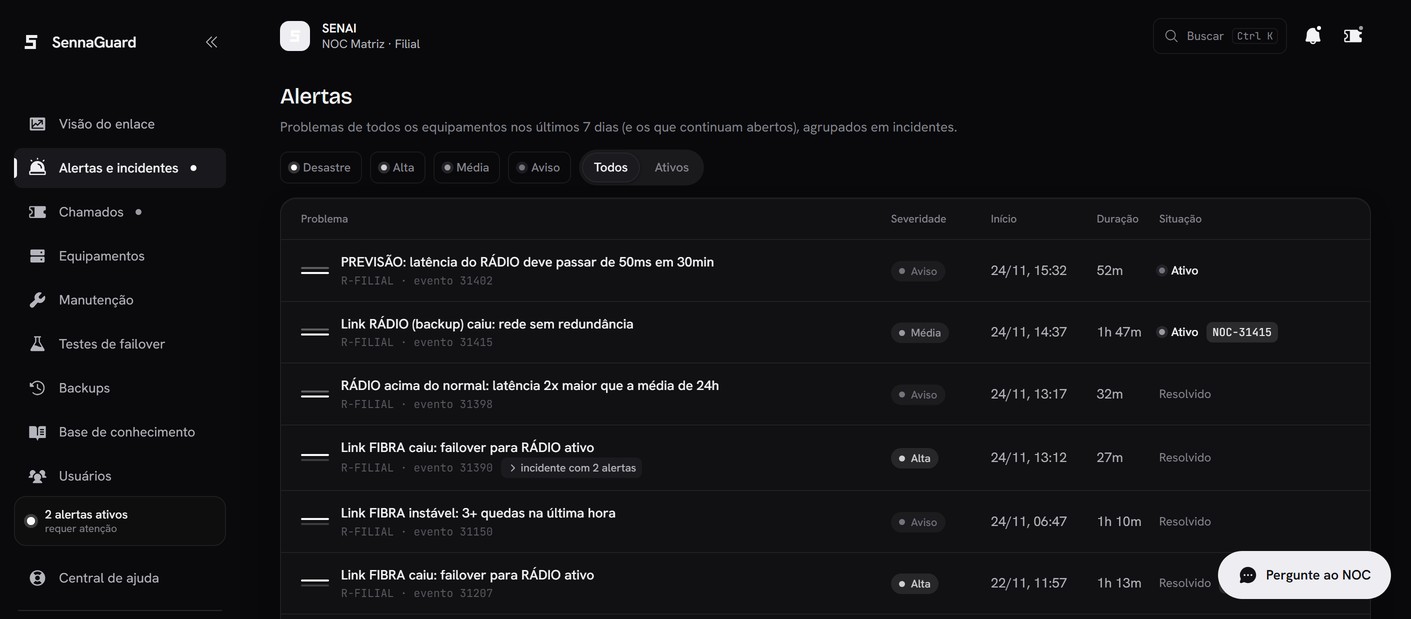 SennaGuard
SENAI
NOC Matriz · Filial
Buscar Ctrl K
Visão do enlace
Alertas e incidentes
Chamados
Equipamentos
Manutenção
Testes de failover
Backups
Base de conhecimento
Usuários
2 alertas ativos
requer atenção
Central de ajuda
Alertas
Problemas de todos os equipamentos nos últimos 7 dias (e os que continuam abertos), agrupados em incidentes.
Desastre Alta Média Aviso Todos Ativos
Problema Severidade Início Duração Situação
PREVISÃO: latência do RÁDIO deve passar de 50ms em 30min
R-FILIAL · evento 31402
Aviso 24/11, 15:32 52m Ativo
Link RÁDIO (backup) caiu: rede sem redundância
R-FILIAL · evento 31415
Média 24/11, 14:37 1h 47m Ativo NOC-31415
RÁDIO acima do normal: latência 2x maior que a média de 24h
R-FILIAL · evento 31398
Aviso 24/11, 13:17 32m Resolvido
Link FIBRA caiu: failover para RÁDIO ativo
R-FILIAL · evento 31390 > incidente com 2 alertas
Alta 24/11, 13:12 27m Resolvido
Link FIBRA instável: 3+ quedas na última hora
R-FILIAL · evento 31150
Aviso 24/11, 06:47 1h 10m Resolvido
Link FIBRA caiu: failover para RÁDIO ativo
R-FILIAL · evento 31207
Alta 22/11, 11:57 1h 13m Resolvido
Pergunte ao NOC